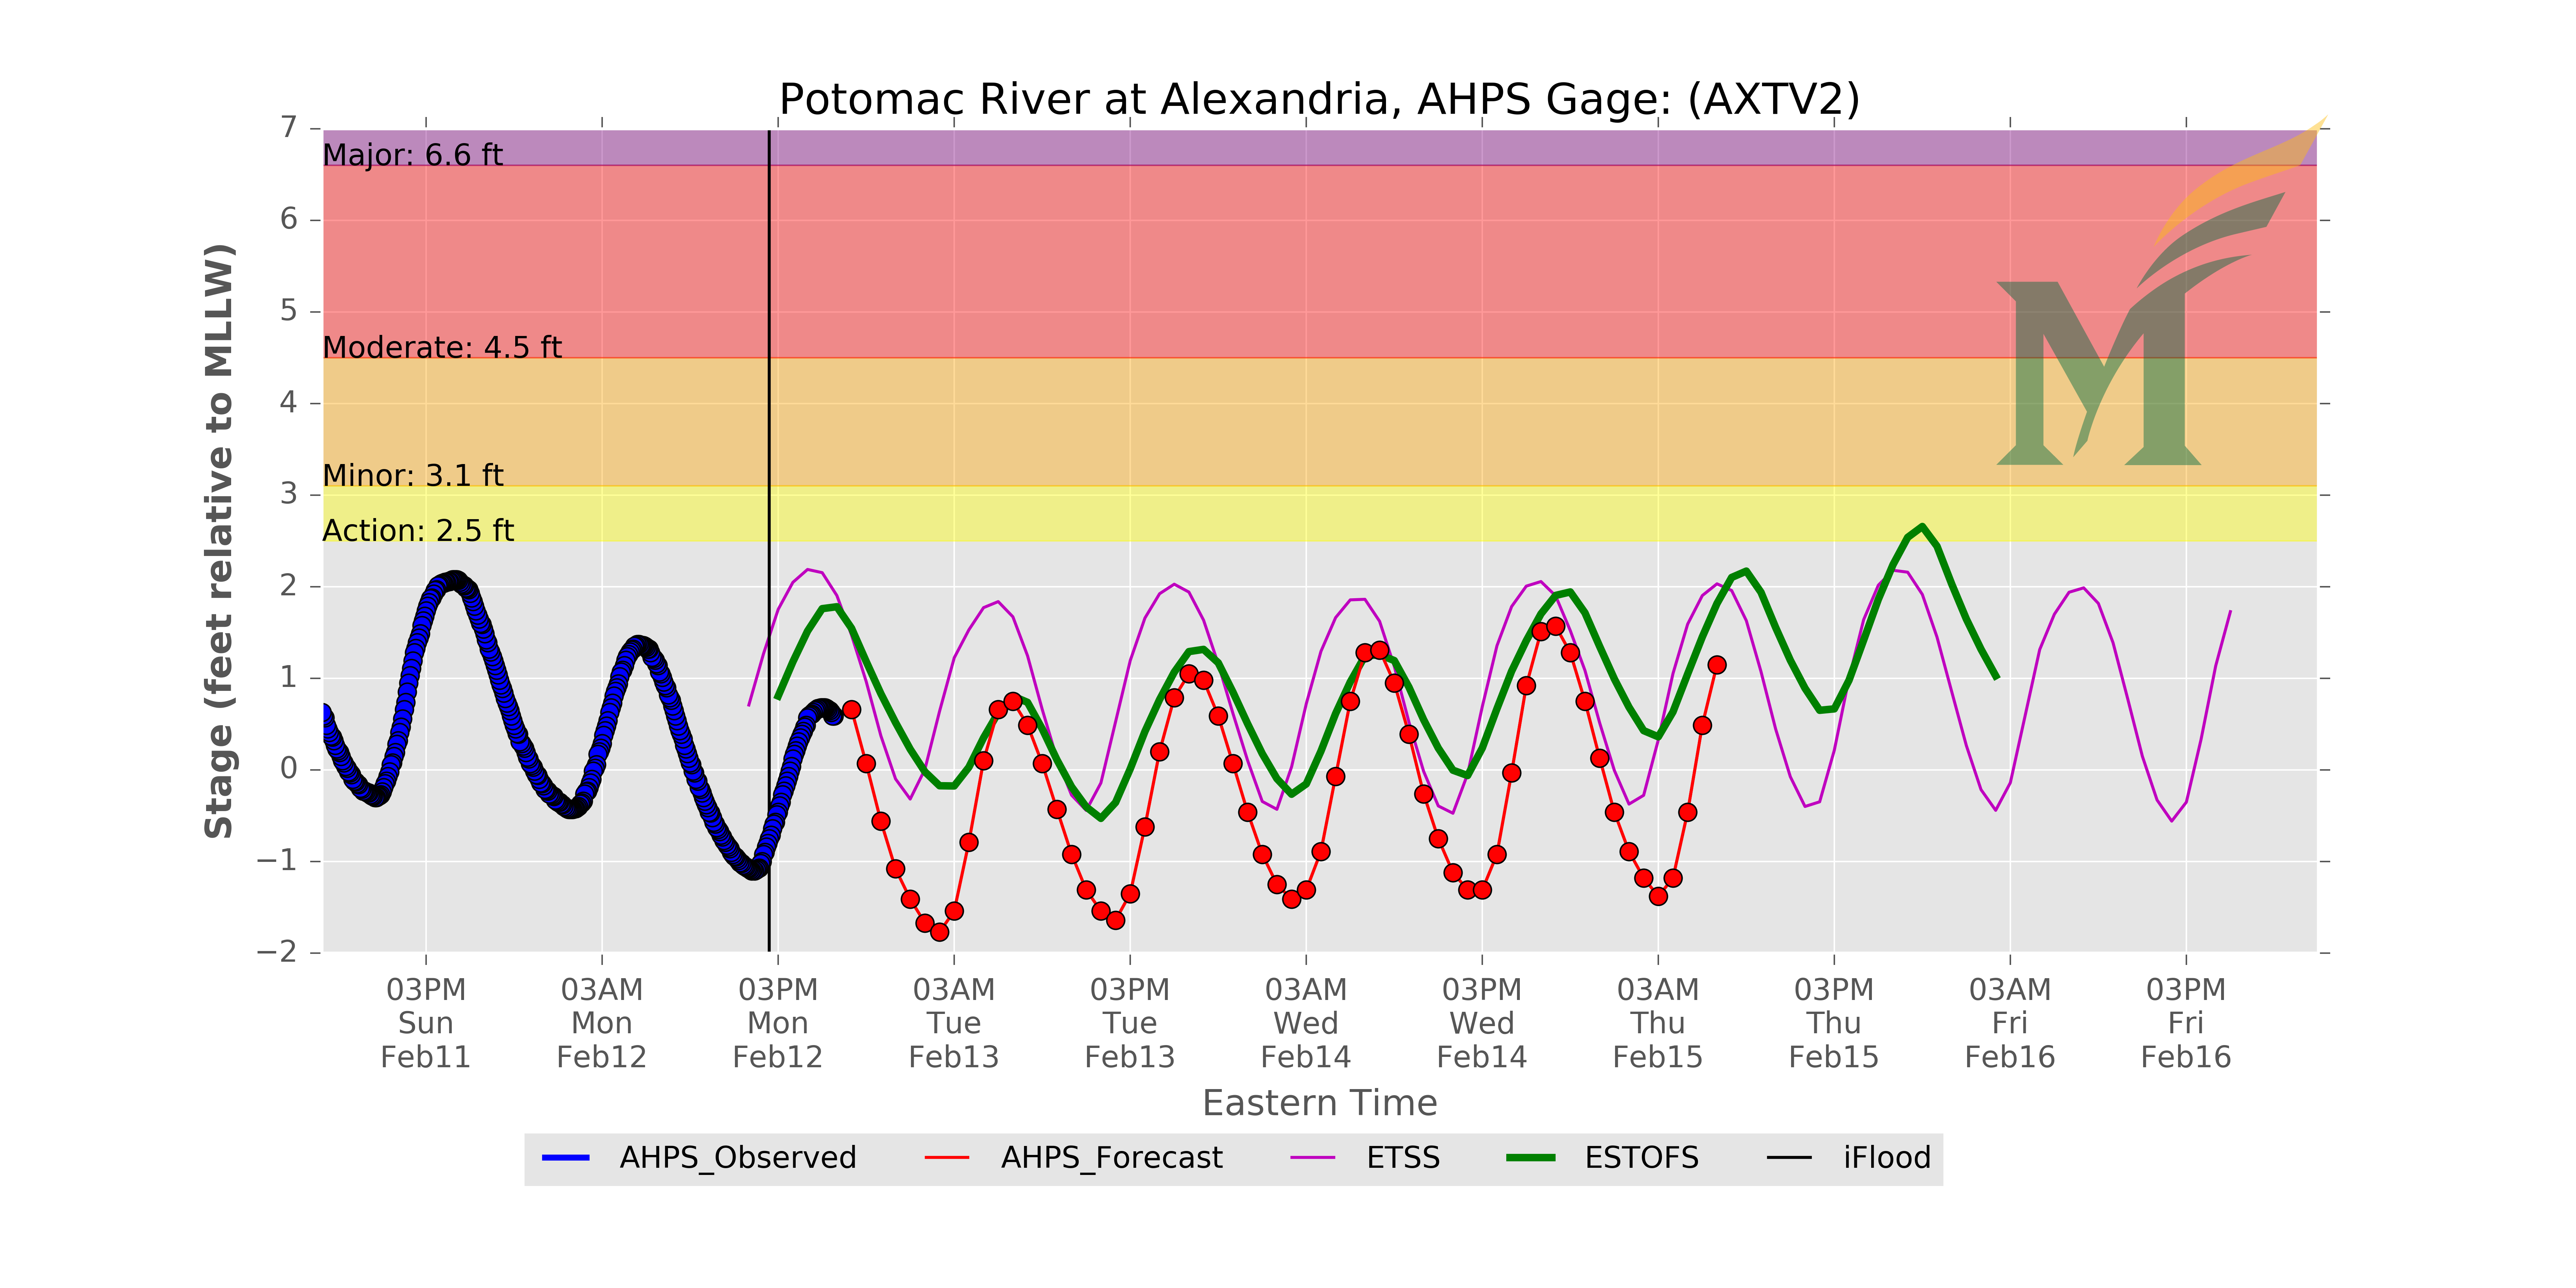 Potomac River at Alexandria, AHPS Gage: (AXTV2)
Stage (feet relative to MLLW)
7
6
5
4
3
2
1
0
−1
−2
Major: 6.6 ft
Moderate: 4.5 ft
Minor: 3.1 ft
Action: 2.5 ft
M
03PM 03AM 03PM 03AM 03PM 03AM 03PM 03AM 03PM 03AM 03PM
Sun Mon Mon Tue Tue Wed Wed Thu Thu Fri Fri
Feb11 Feb12 Feb12 Feb13 Feb13 Feb14 Feb14 Feb15 Feb15 Feb16 Feb16
Eastern Time
AHPS_Observed AHPS_Forecast ETSS ESTOFS iFlood